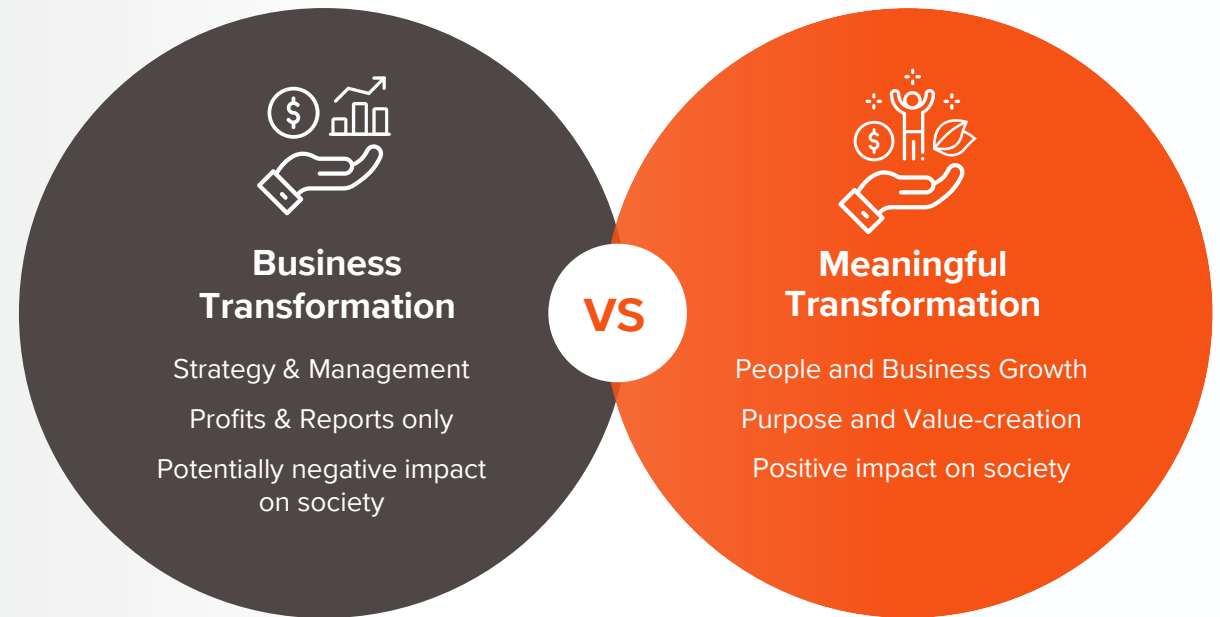 $
Business
Transformation
Strategy & Management
Profits & Reports only
Potentially negative impact
on society
VS
$
Meaningful
Transformation
People and Business Growth
Purpose and Value-creation
Positive impact on society